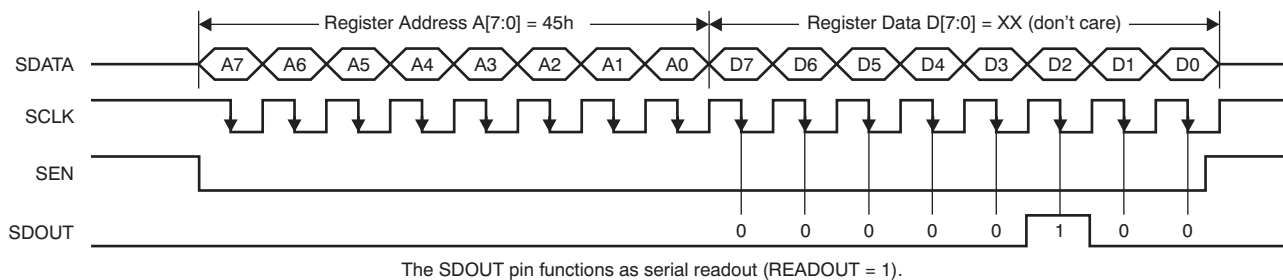 Register Address A[7:0] = 45h Register Data D[7:0] = XX (don't care)
SDATA A7 A6 A5 A4 A3 A2 A1 A0 D7 D6 D5 D4 D3 D2 D1 D0
SCLK
SEN
SDOUT 0 0 0 0 0 1 0 0
The SDOUT pin functions as serial readout (READOUT = 1).